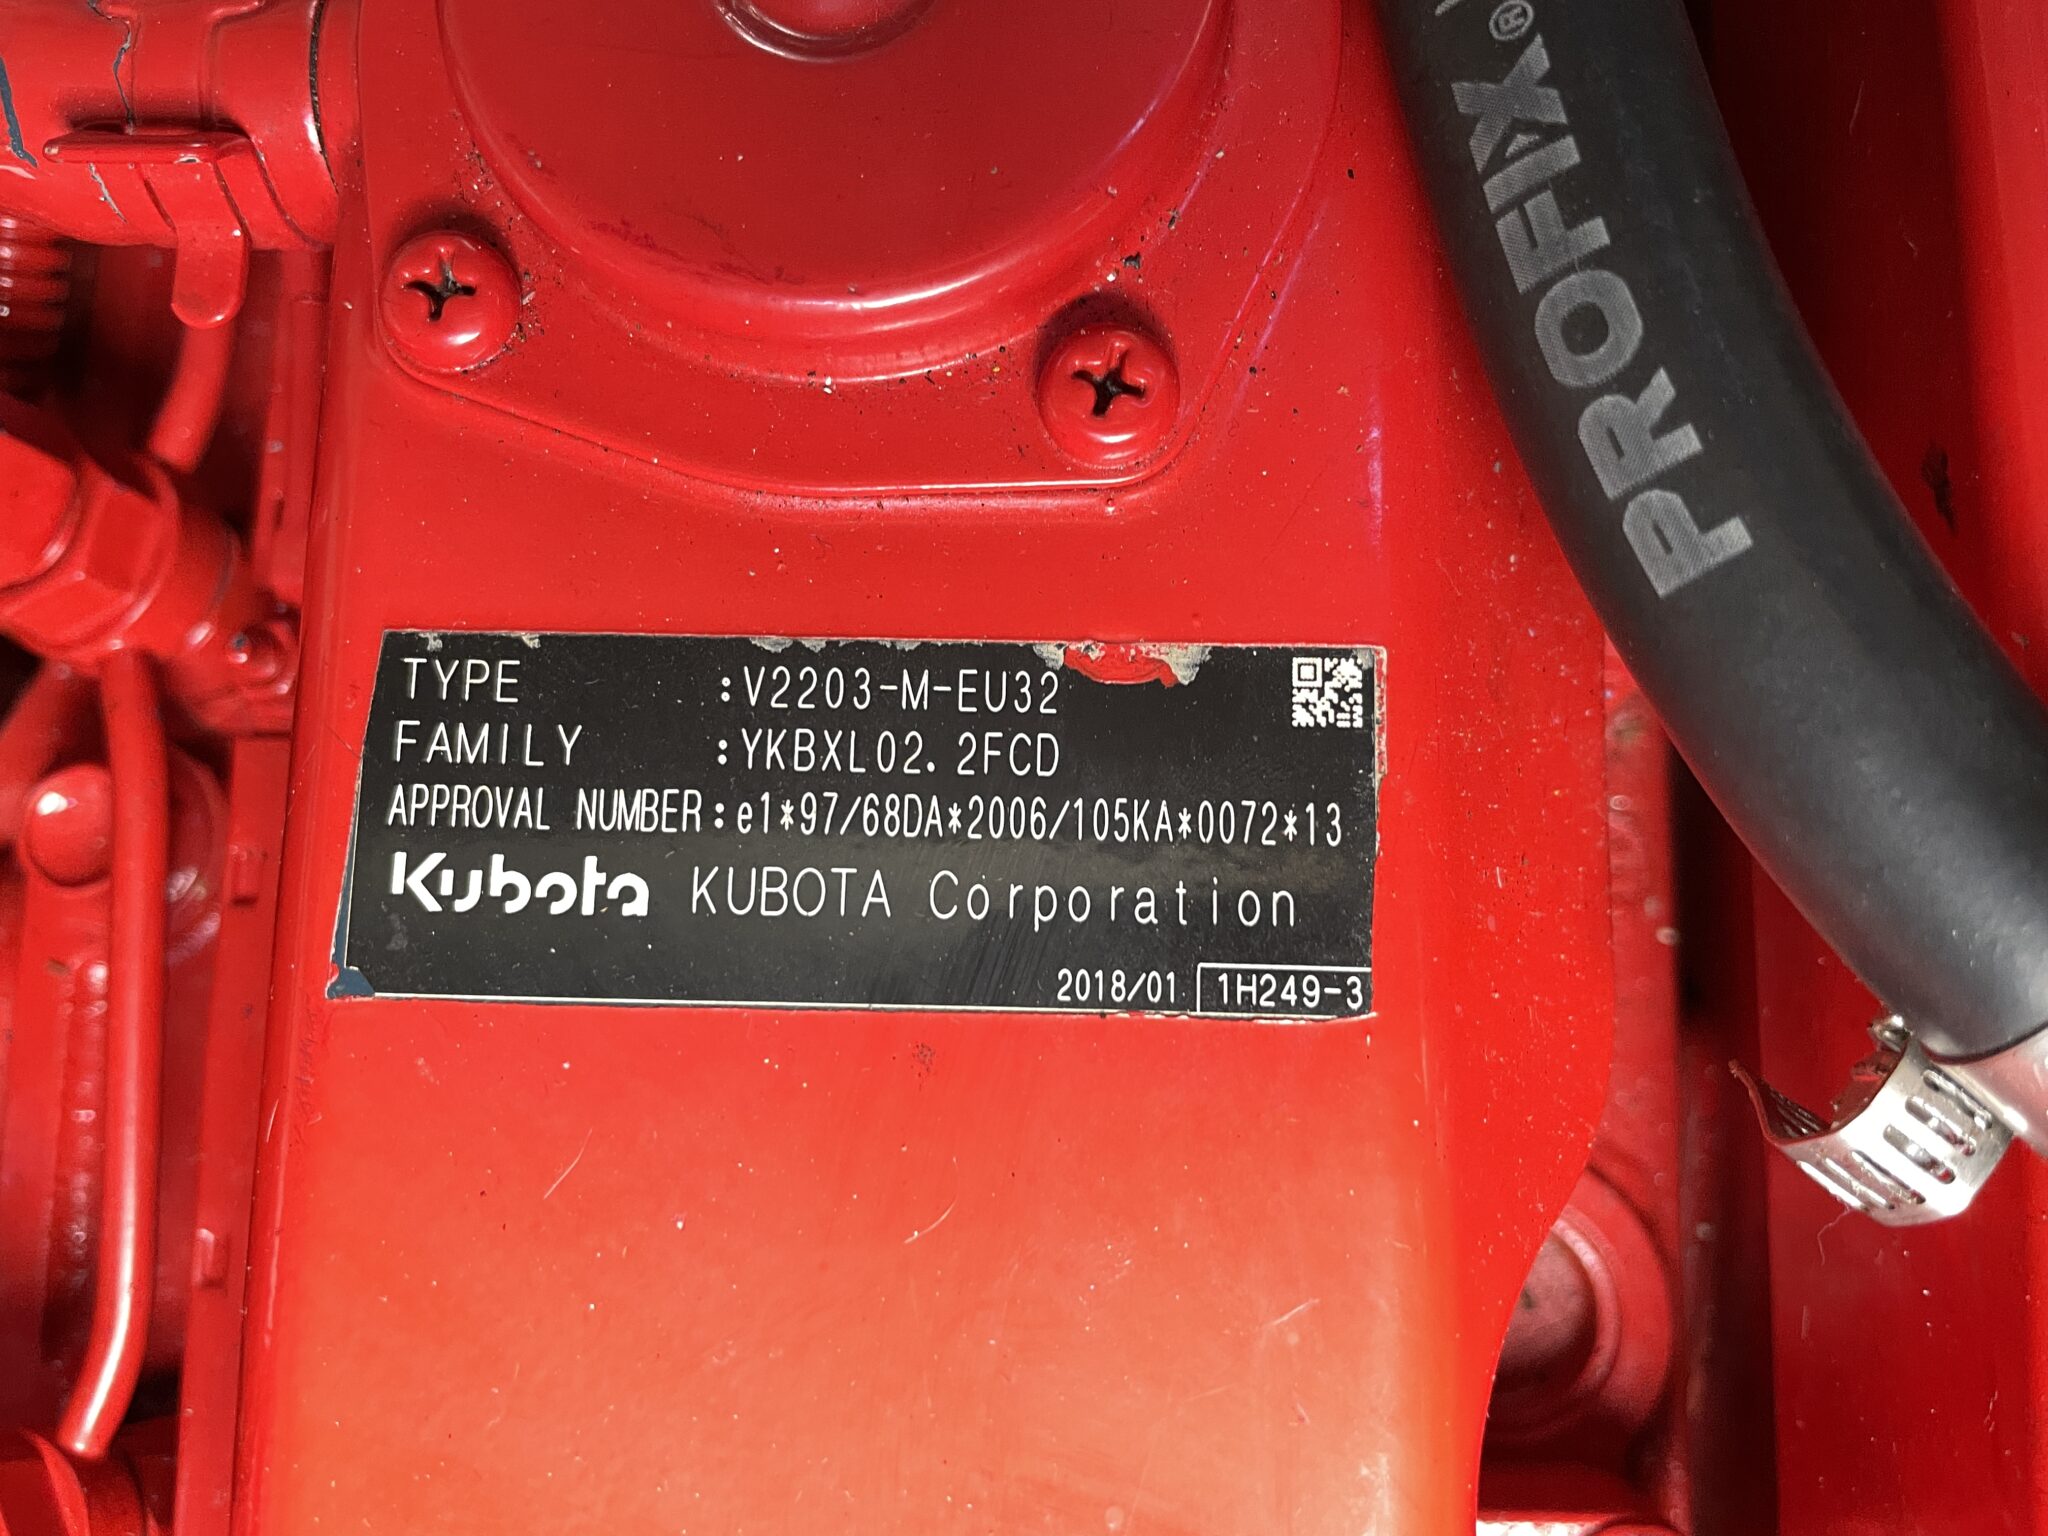 PROFIX®
TYPE :V2203-M-EU32
FAMILY :YKBXL02.2FCD
APPROVAL NUMBER:e1*97/68DA*2006/105KA*0072*13
Kubota KUBOTA Corporation
2018/01 1H249-3